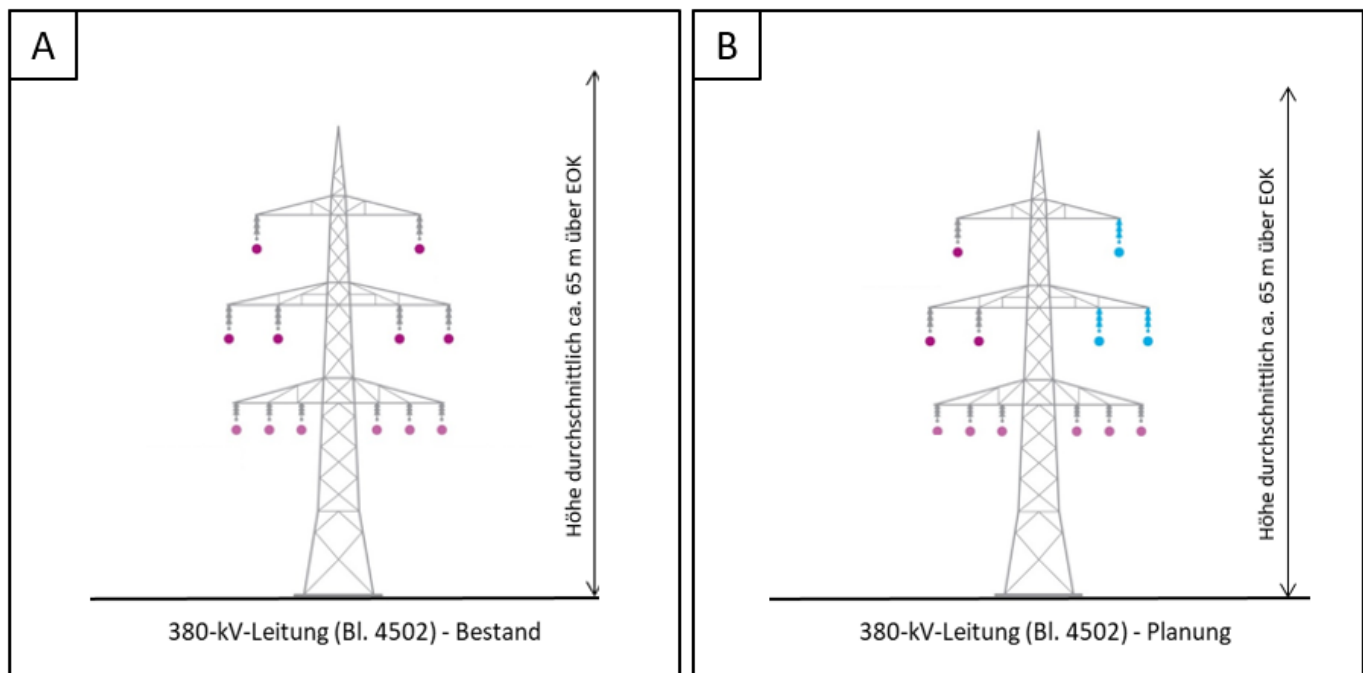 A
Höhe durchschnittlich ca. 65 m über EOK
380-kV-Leitung (Bl. 4502) - Bestand
B
Höhe durchschnittlich ca. 65 m über EOK
380-kV-Leitung (Bl. 4502) - Planung